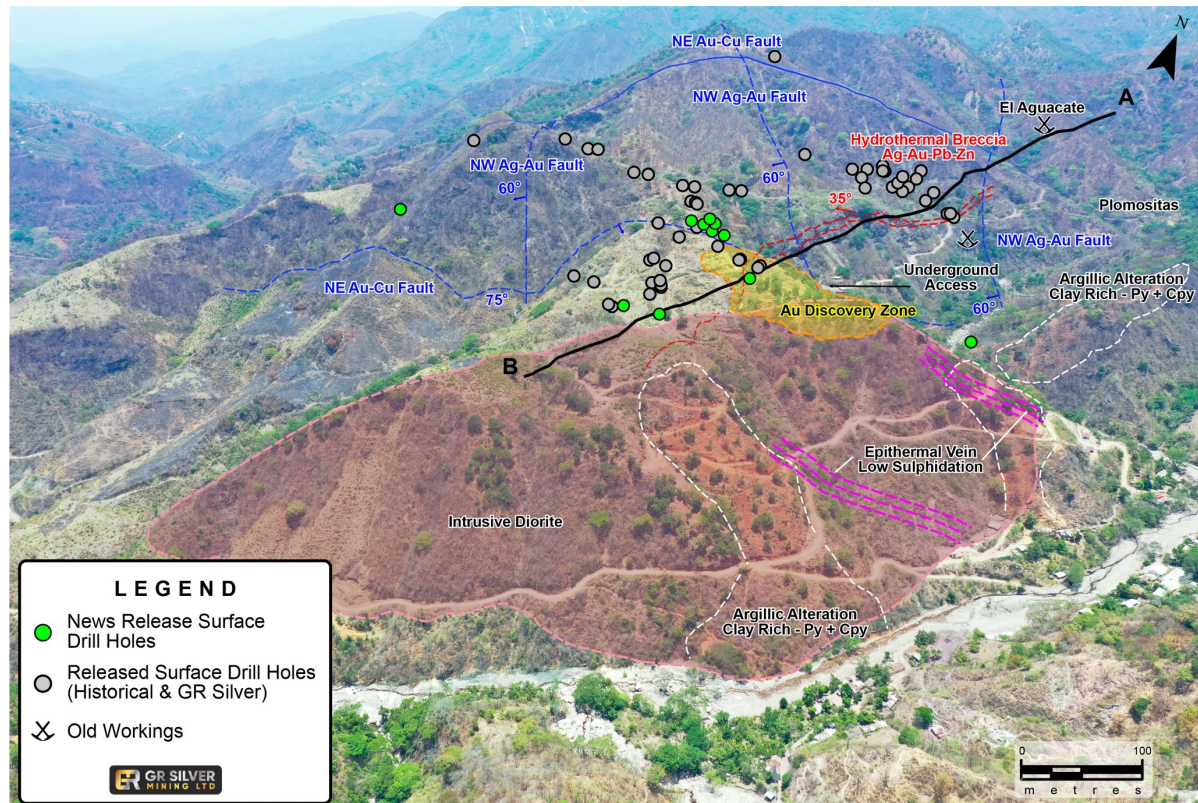 N
NE Au-Cu Fault
A
NW Ag-Au Fault
El Aguacate
Hydrothermal Breccia
Ag-Au-Pb-Zn
NW Ag-Au Fault
60°
60°
35°
Plomositas
NW Ag-Au Fault
Underground
Access
Argillic Alteration
Clay Rich - Py + Cpy
NE Au-Cu Fault
75°
60°
Au Discovery Zone
B
Epithermal Vein
Low Sulphidation
Intrusive Diorite
Argillic Alteration
Clay Rich - Py + Cpy
LEGEND
News Release Surface
Drill Holes
Released Surface Drill Holes
(Historical & GR Silver)
Old Workings
GR GR SILVER
MINING LTD
0 100
metres